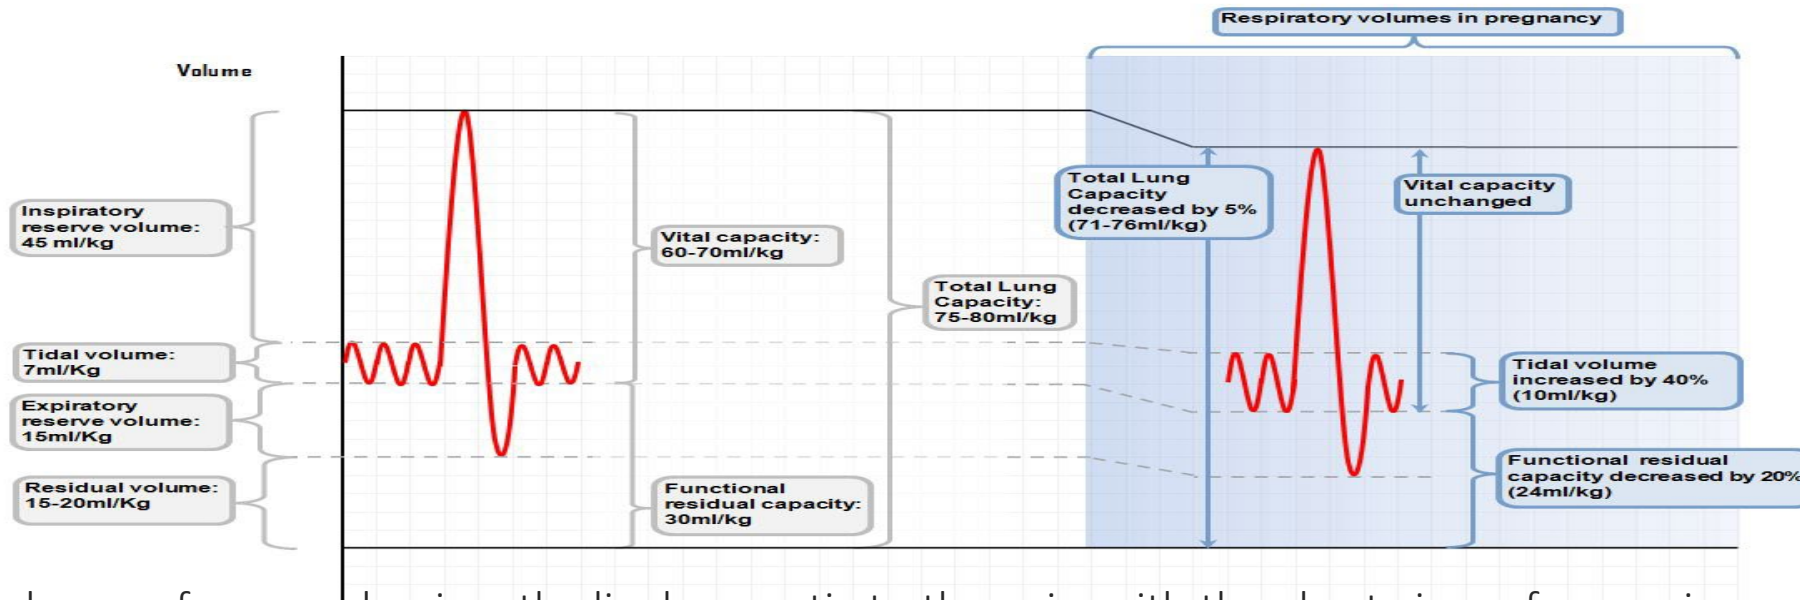 Respiratory volumes in pregnancy
Volume
Inspiratory
reserve volume:
45 ml/kg
Tidal volume:
7ml/Kg
Expiratory
reserve volume:
15ml/Kg
Residual volume:
15-20ml/Kg
Vital capacity:
60-70ml/kg
Functional
residual capacity:
30ml/kg
Total Lung
Capacity:
75-80ml/kg
Total Lung
Capacity
decreased by 5%
(71-76ml/kg)
Vital capacity
unchanged
Tidal volume
increased by 40%
(10ml/kg)
Functional residual
capacity decreased by 20%
(24ml/kg)